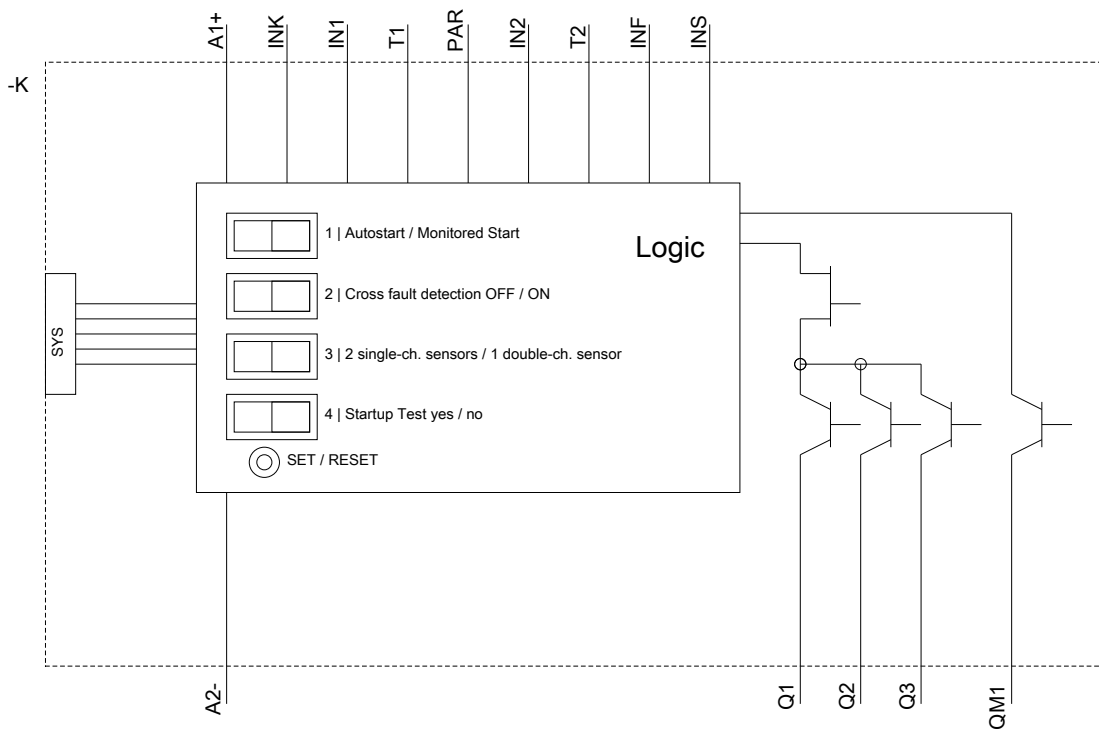 A1+
INK
IN1
T1
PAR
IN2
T2
INF
INS
-K
1 | Autostart / Monitored Start
Logic
2 | Cross fault detection OFF / ON
SYS
3 | 2 single-ch. sensors / 1 double-ch. sensor
4 | Startup Test yes / no
SET / RESET
A2-
Q1
Q2
Q3
QM1